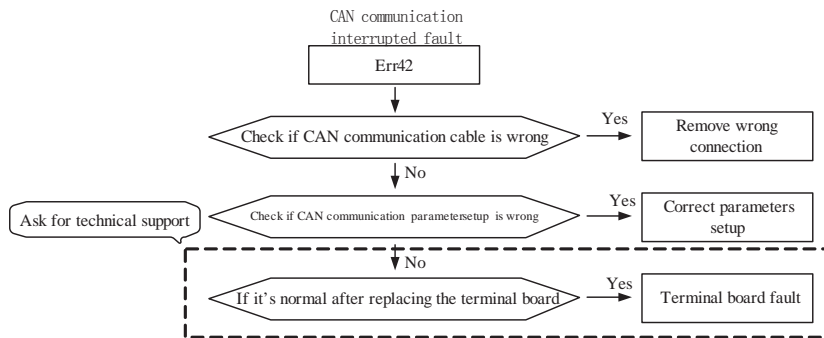 CAN communication
interrupted fault
Err42
Check if CAN communication cable is wrong
Yes
Remove wrong
connection
No
Ask for technical support
Check if CAN communication parametersetup is wrong
Yes
Correct parameters
setup
No
If it's normal after replacing the terminal board
Yes
Terminal board fault